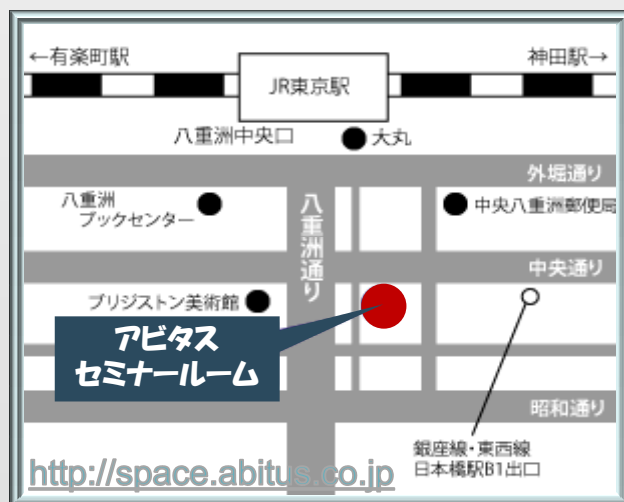 ←有楽町駅
神田駅→
JR東京駅
八重洲中央口
大丸
外堀通り
八重洲
ブックセンター
八重洲通り
中央八重洲郵便局
中央通り
ブリジストン美術館
アビタス
セミナールーム
昭和通り
銀座線・東西線
日本橋駅B1出口
http://space.abitus.co.jp